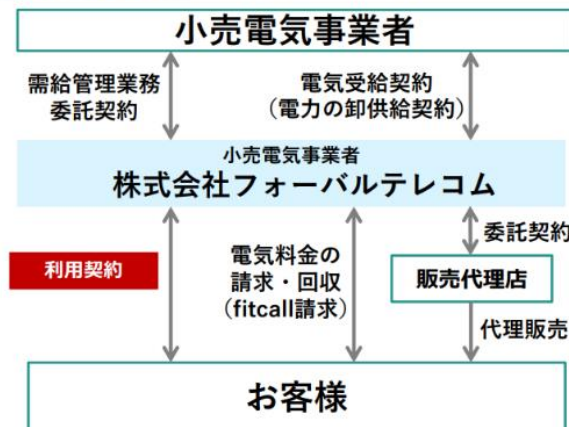 小売電気事業者
需給管理業務
委託契約
電気受給契約
（電力の卸供給契約）
小売電気事業者
株式会社フォーバルテレコム
利用契約
電気料金の
請求・回収
（fitcall請求）
委託契約
販売代理店
代理販売
お客様